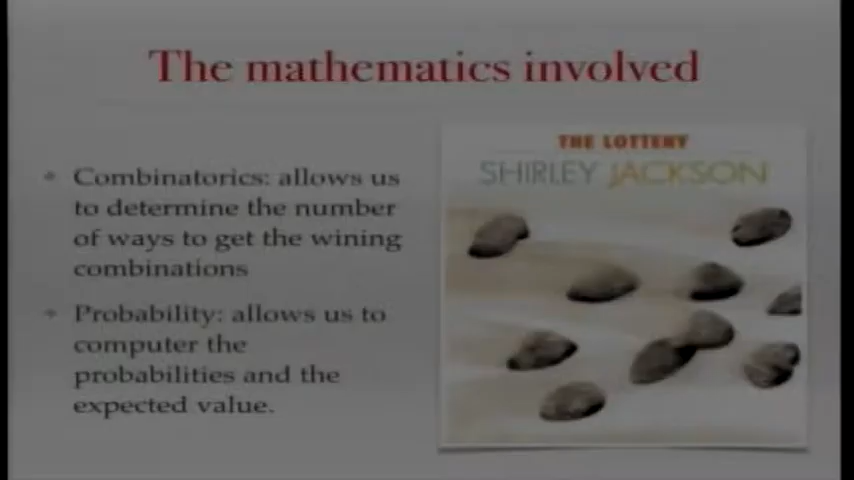 The mathematics involved
Combinatorics: allows us
to determine the number
of ways to get the wining
combinations
Probability: allows us to
computer the
probabilities and the
expected value.
THE LOTTERY
SHIRLEY JACKSON